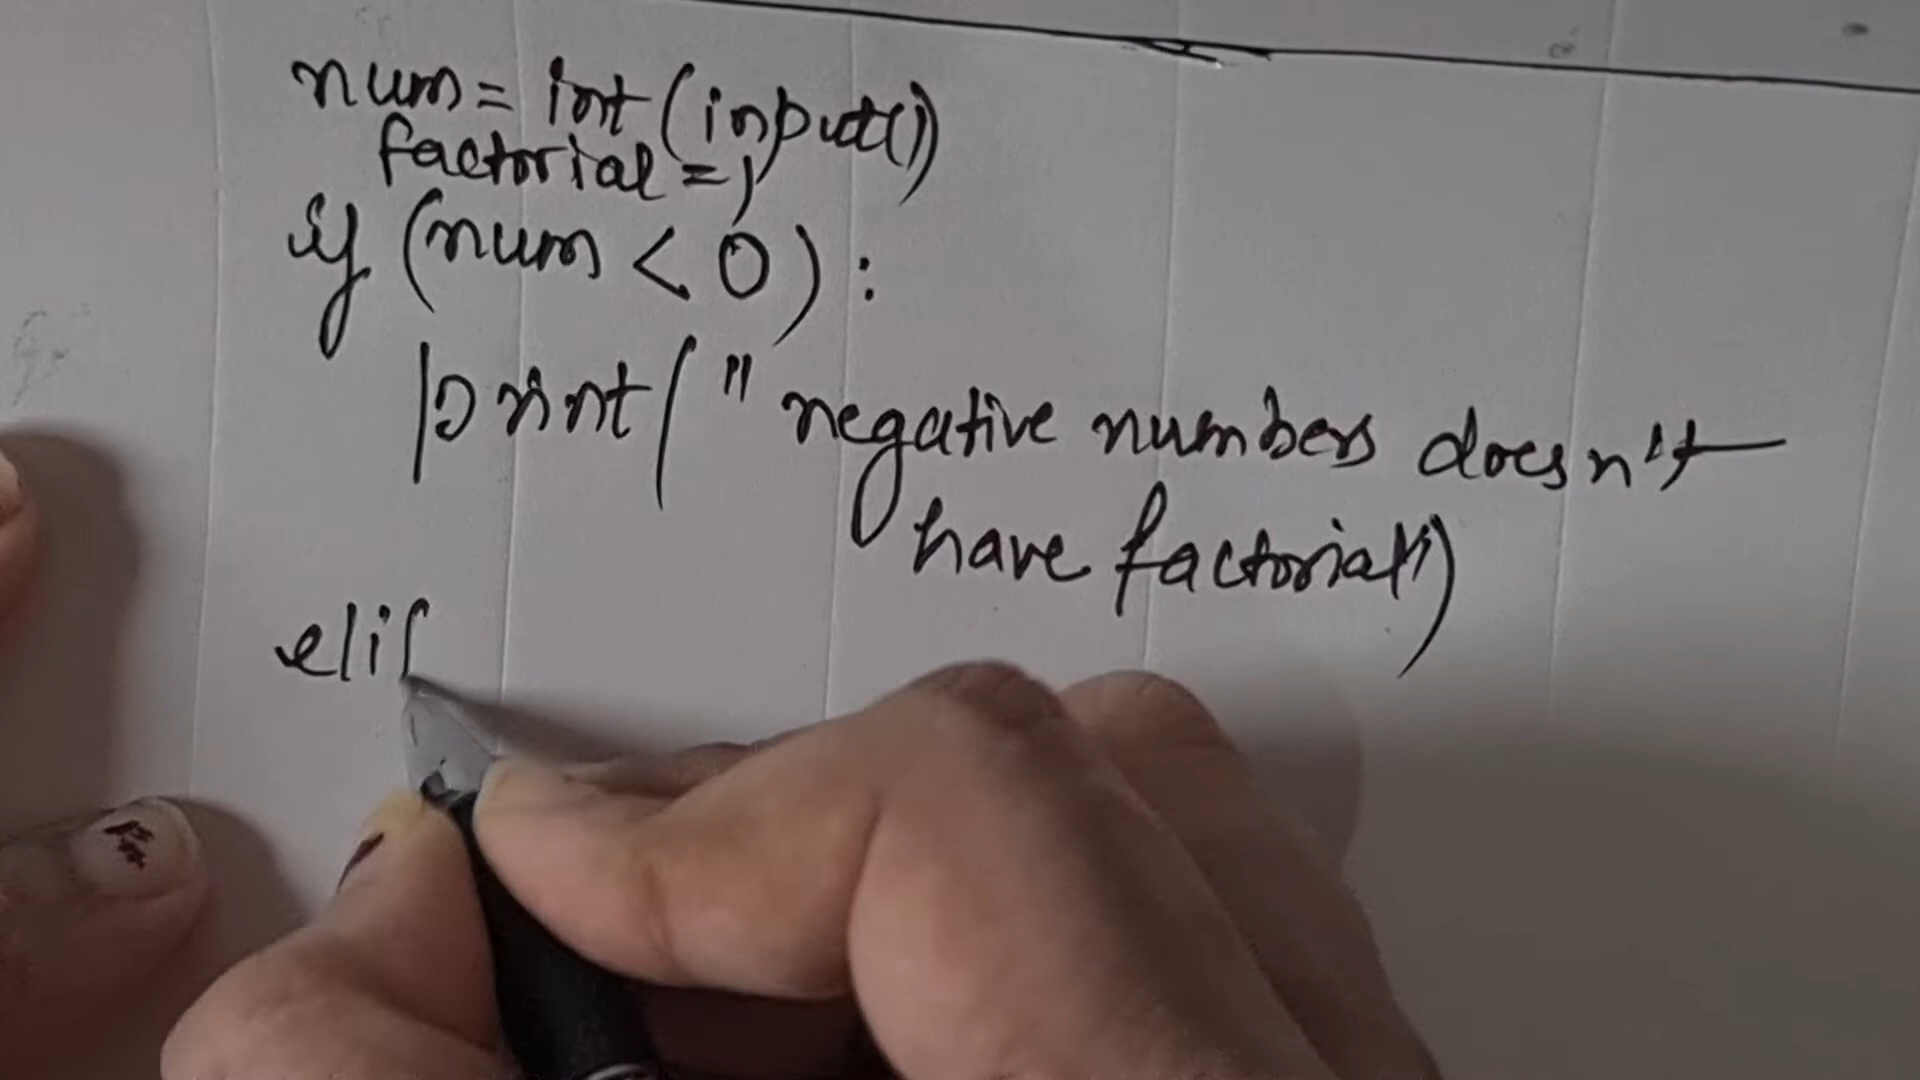 num= int(input())
factorial = 1
if (num < 0):
print(" negative numbers doesn't
have factorial")
elif